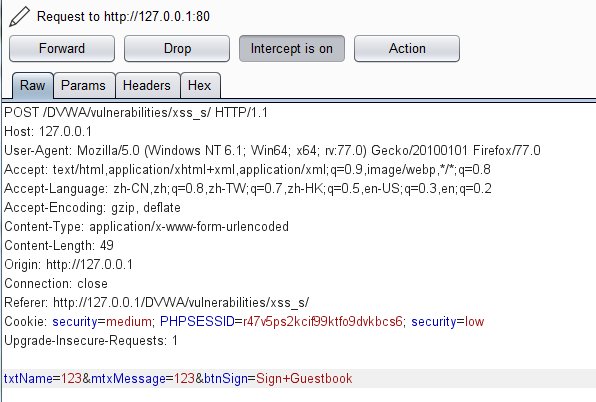 Request to http://127.0.0.1:80
Forward Drop Intercept is on Action
Raw Params Headers Hex
POST /DVWA/vulnerabilities/xss_s/ HTTP/1.1
Host: 127.0.0.1
User-Agent: Mozilla/5.0 (Windows NT 6.1; Win64; x64; rv:77.0) Gecko/20100101 Firefox/77.0
Accept: text/html,application/xhtml+xml,application/xml;q=0.9,image/webp,*/*;q=0.8
Accept-Language: zh-CN,zh;q=0.8,zh-TW;q=0.7,zh-HK;q=0.5,en-US;q=0.3,en;q=0.2
Accept-Encoding: gzip, deflate
Content-Type: application/x-www-form-urlencoded
Content-Length: 49
Origin: http://127.0.0.1
Connection: close
Referer: http://127.0.0.1/DVWA/vulnerabilities/xss_s/
Cookie: security=medium; PHPSESSID=r47v5ps2kcif99ktfo9dvkbcs6; security=low
Upgrade-Insecure-Requests: 1
txtName=123&mtxMessage=123&btnSign=Sign+Guestbook